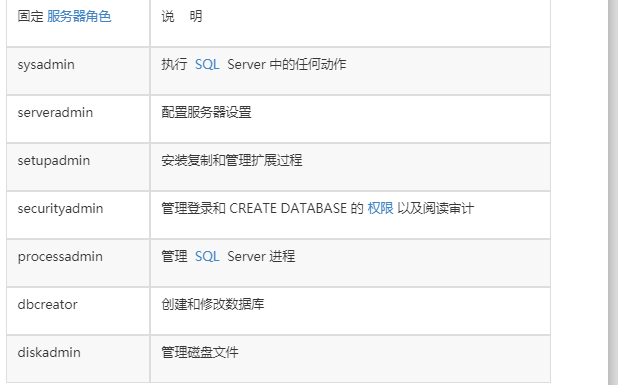 固定 服务器角色 说 明
sysadmin 执行 SQL Server 中的任何动作
serveradmin 配置服务器设置
setupadmin 安装复制和管理扩展过程
securityadmin 管理登录和 CREATE DATABASE 的 权限 以及阅读审计
processadmin 管理 SQL Server 进程
dbcreator 创建和修改数据库
diskadmin 管理磁盘文件